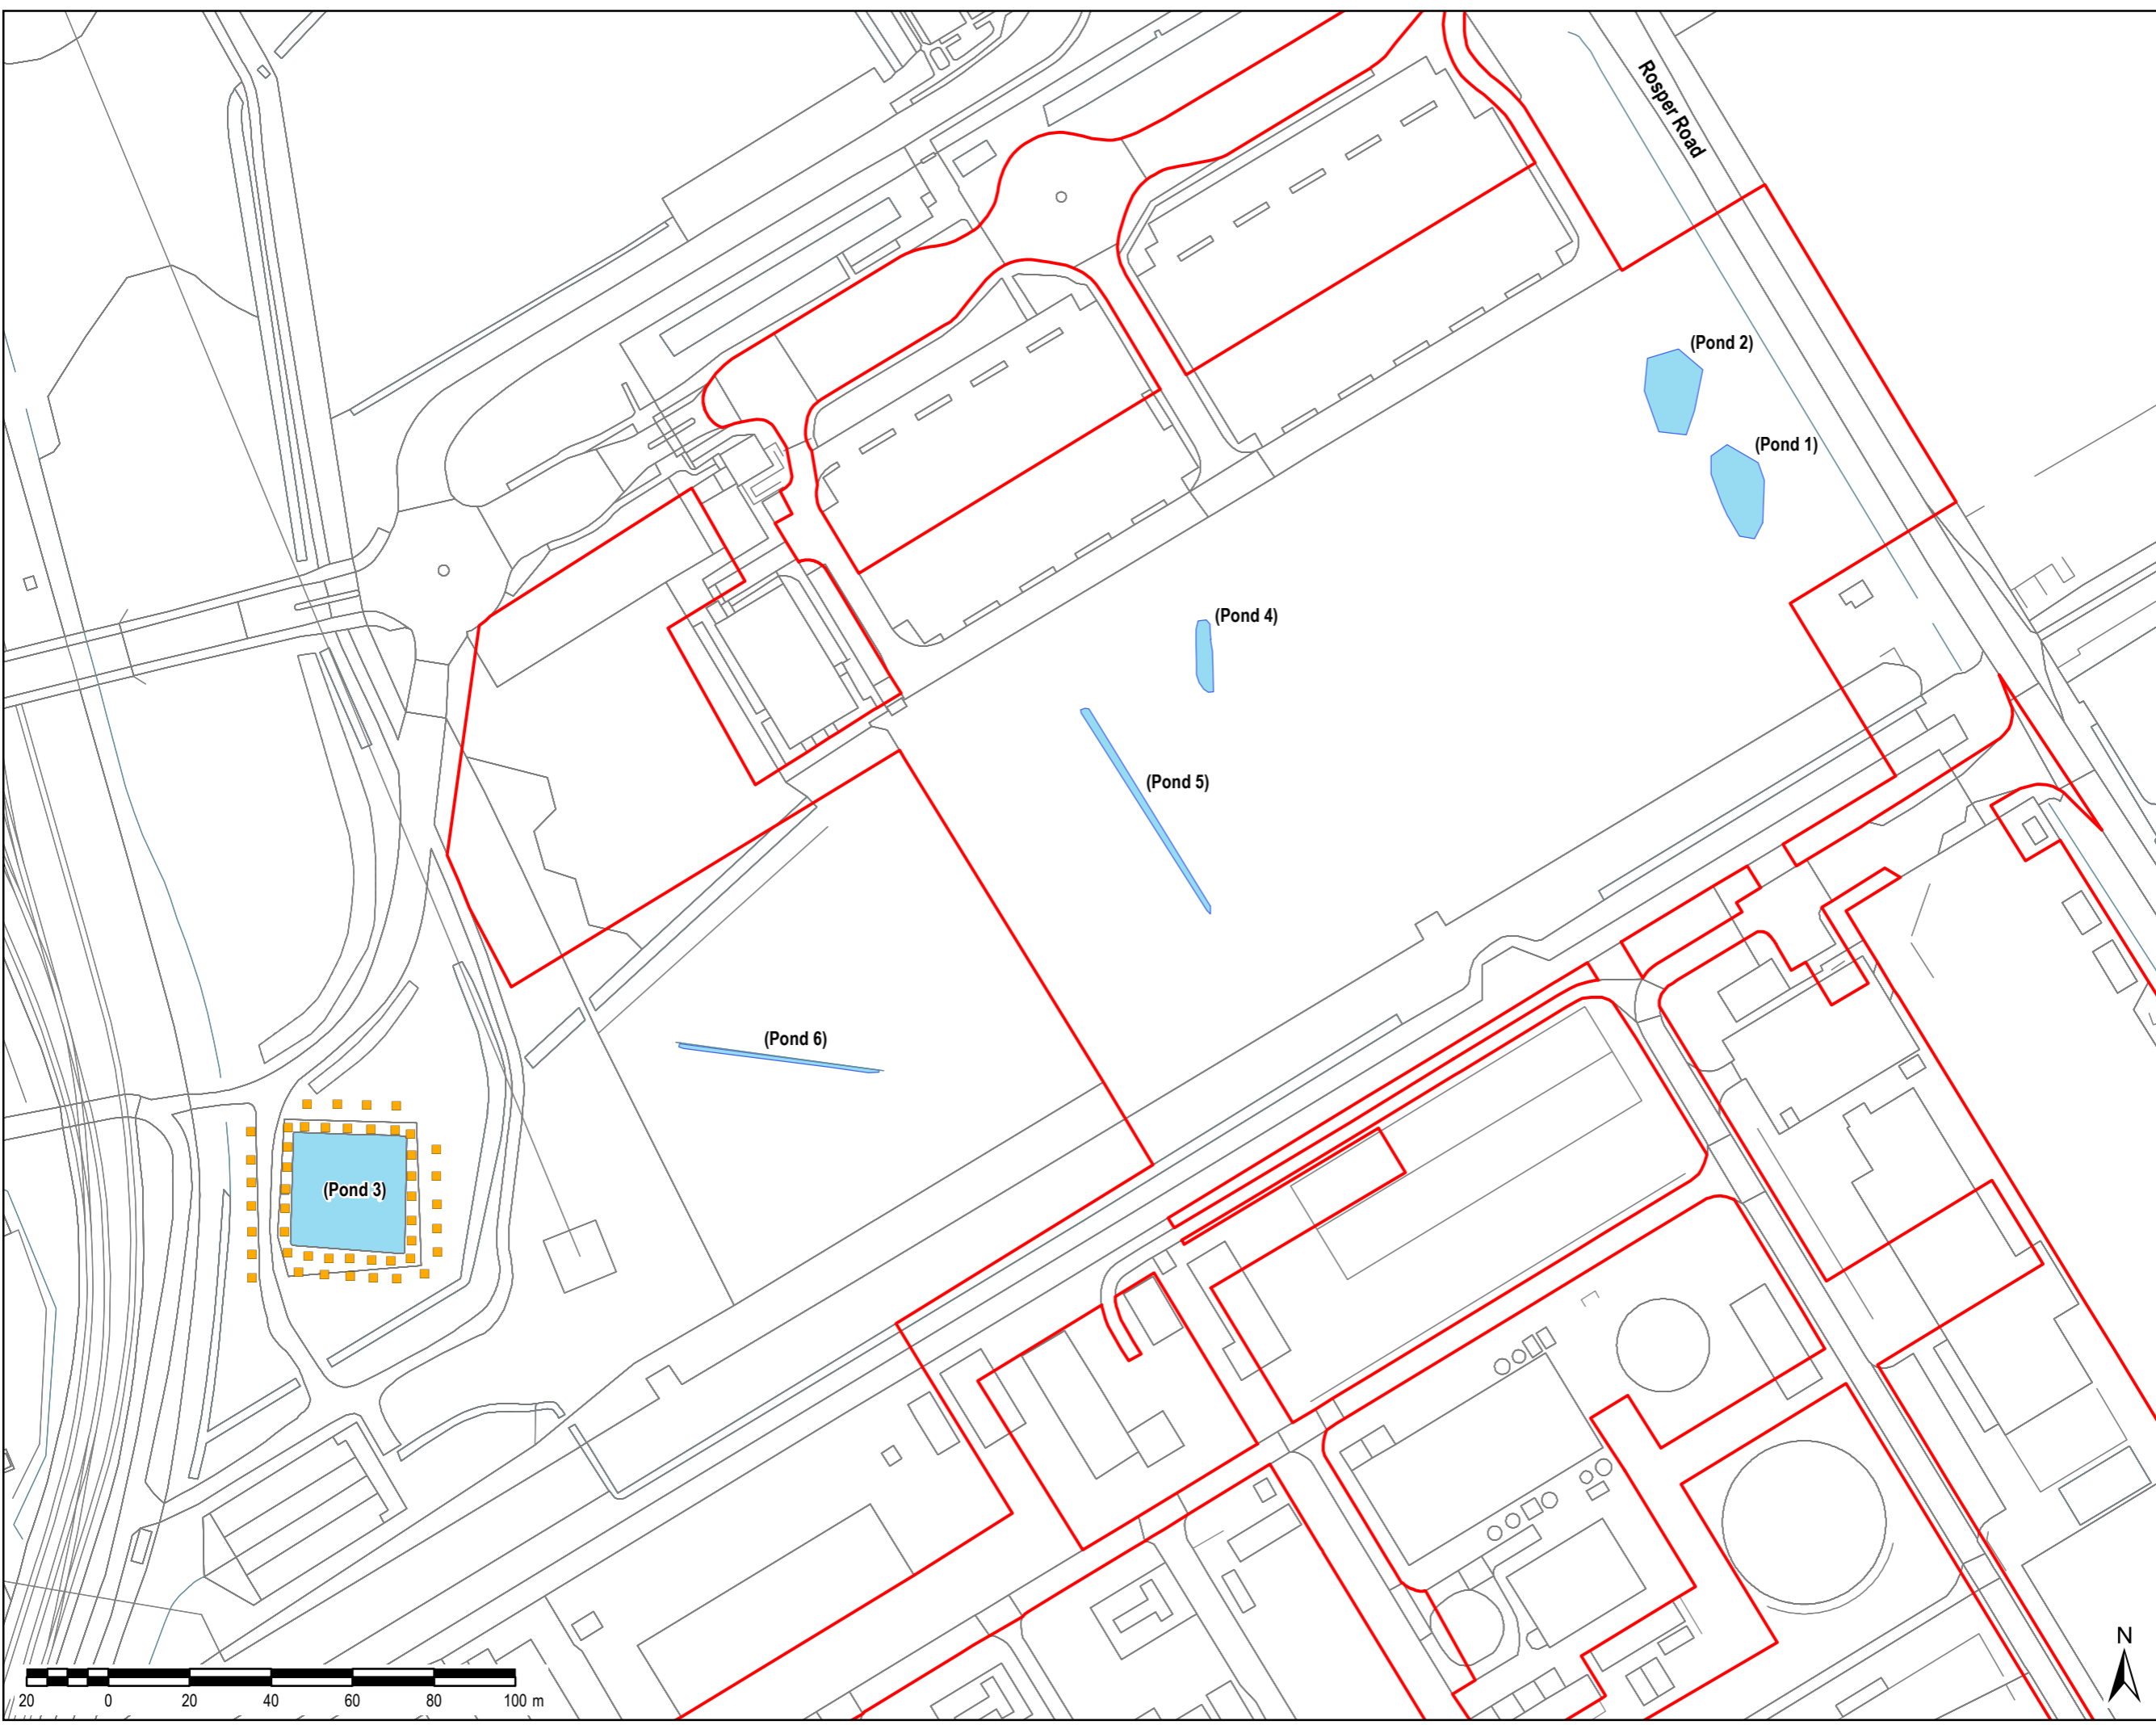 Rosper Road
(Pond 2)
(Pond 1)
(Pond 4)
(Pond 5)
(Pond 6)
(Pond 3)
N
20 0 20 40 60 80 100 m